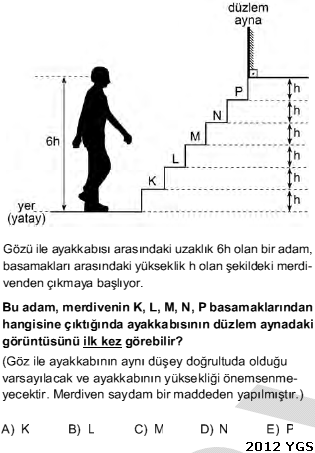 düzlem
ayna
h
P
h
N
h
6h
M
h
L
h
K
h
yer
(yatay)
Gözü ile ayakkabısı arasındaki uzaklık 6h olan bir adam,
basamakları arasındaki yükseklik h olan şekildeki merdi-
venden çıkmaya başlıyor.
Bu adam, merdivenin K, L, M, N, P basamaklarından
hangisine çıktığında ayakkabısının düzlem aynadaki
görüntüsünü ilk kez görebilir?
(Göz ile ayakkabının aynı düşey doğrultuda olduğu
varsayılacak ve ayakkabının yüksekliği önemsenme-
yecektir. Merdiven saydam bir maddeden yapılmıştır.)
A) K B) L C) M D) N E) P
2012 YGS